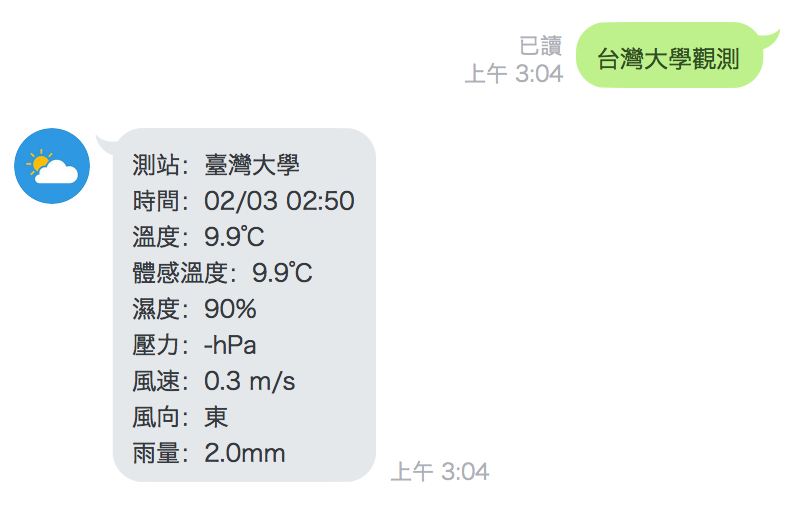 已讀
上午 3:04
台灣大學觀測
測站：臺灣大學
時間：02/03 02:50
溫度：9.9℃
體感溫度：9.9℃
濕度：90%
壓力：-hPa
風速：0.3 m/s
風向：東
雨量：2.0mm
上午 3:04